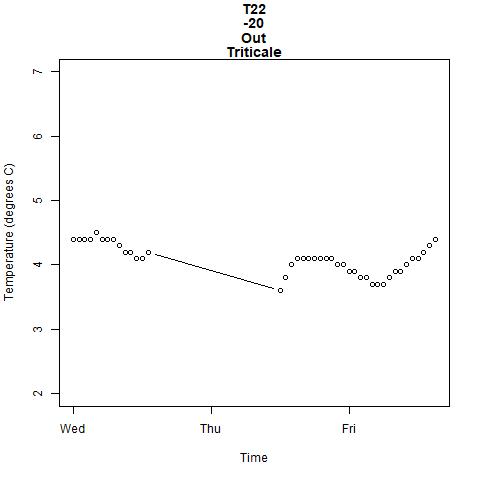 T22
-20
Out
Triticale
Temperature (degrees C)
7
6
5
4
3
2
Wed
Thu
Fri
Time